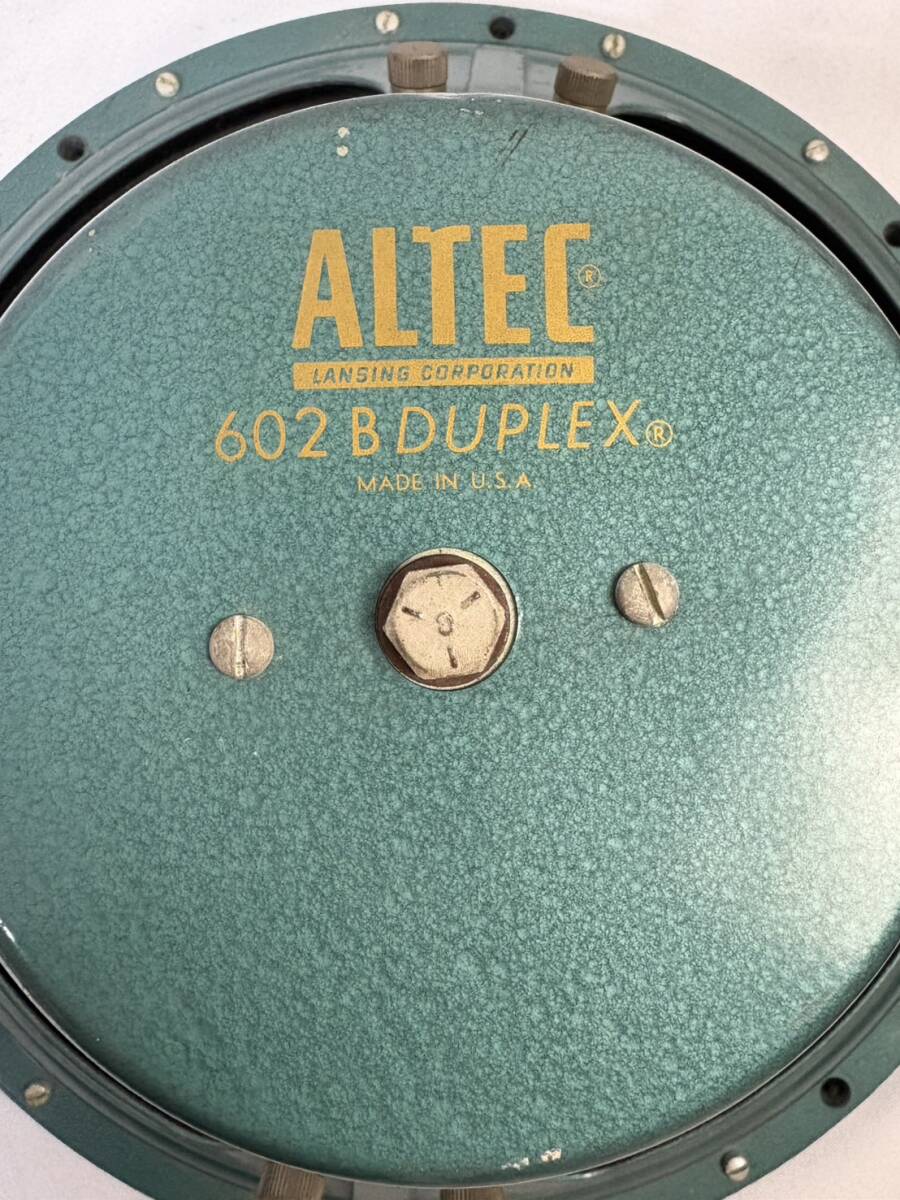 ALTEC®
LANSING CORPORATION
602 B DUPLEX®
MADE IN U.S.A.